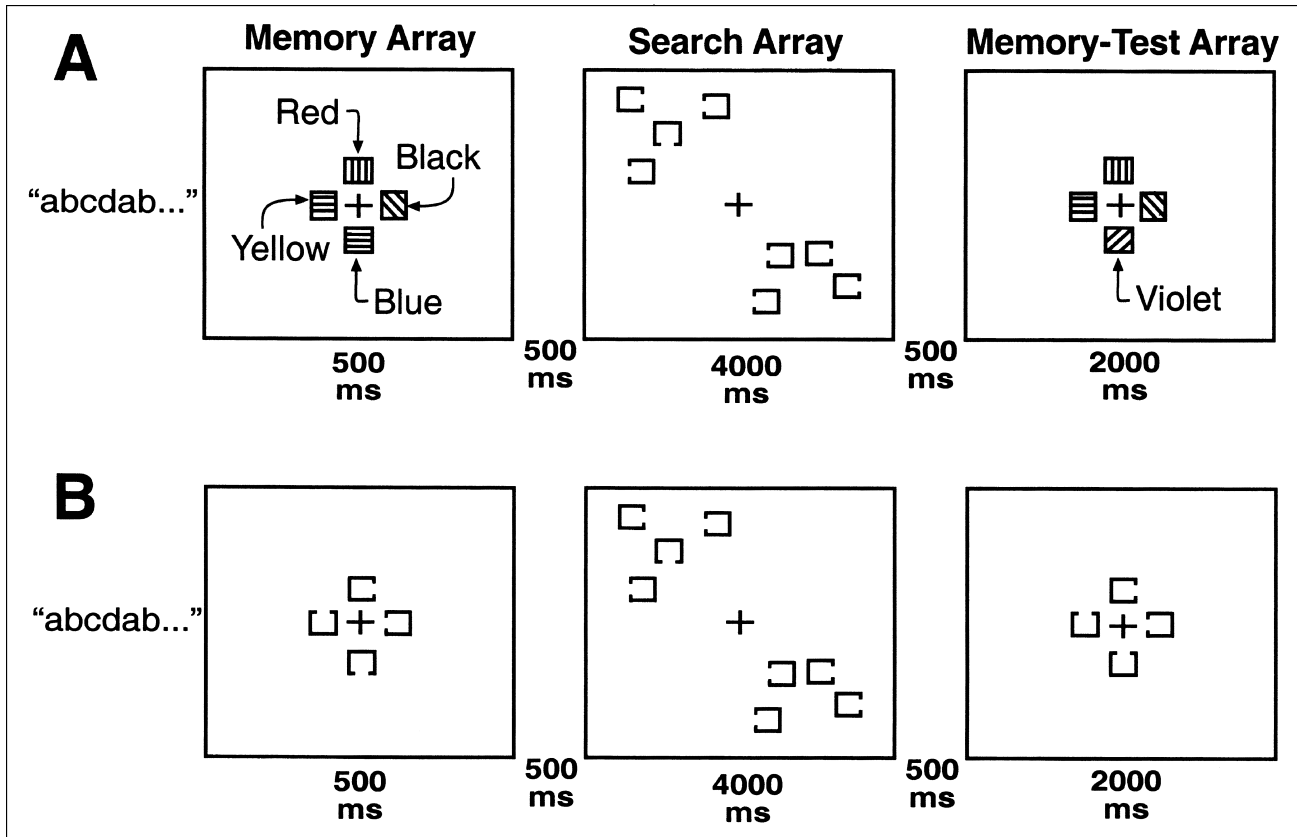 A
Memory Array
Search Array
Memory-Test Array
Red
Black
“abcdab...”
Yellow
Blue
Violet
500
ms
500
ms
4000
ms
500
ms
2000
ms
B
“abcdab...”
500
ms
500
ms
4000
ms
500
ms
2000
ms